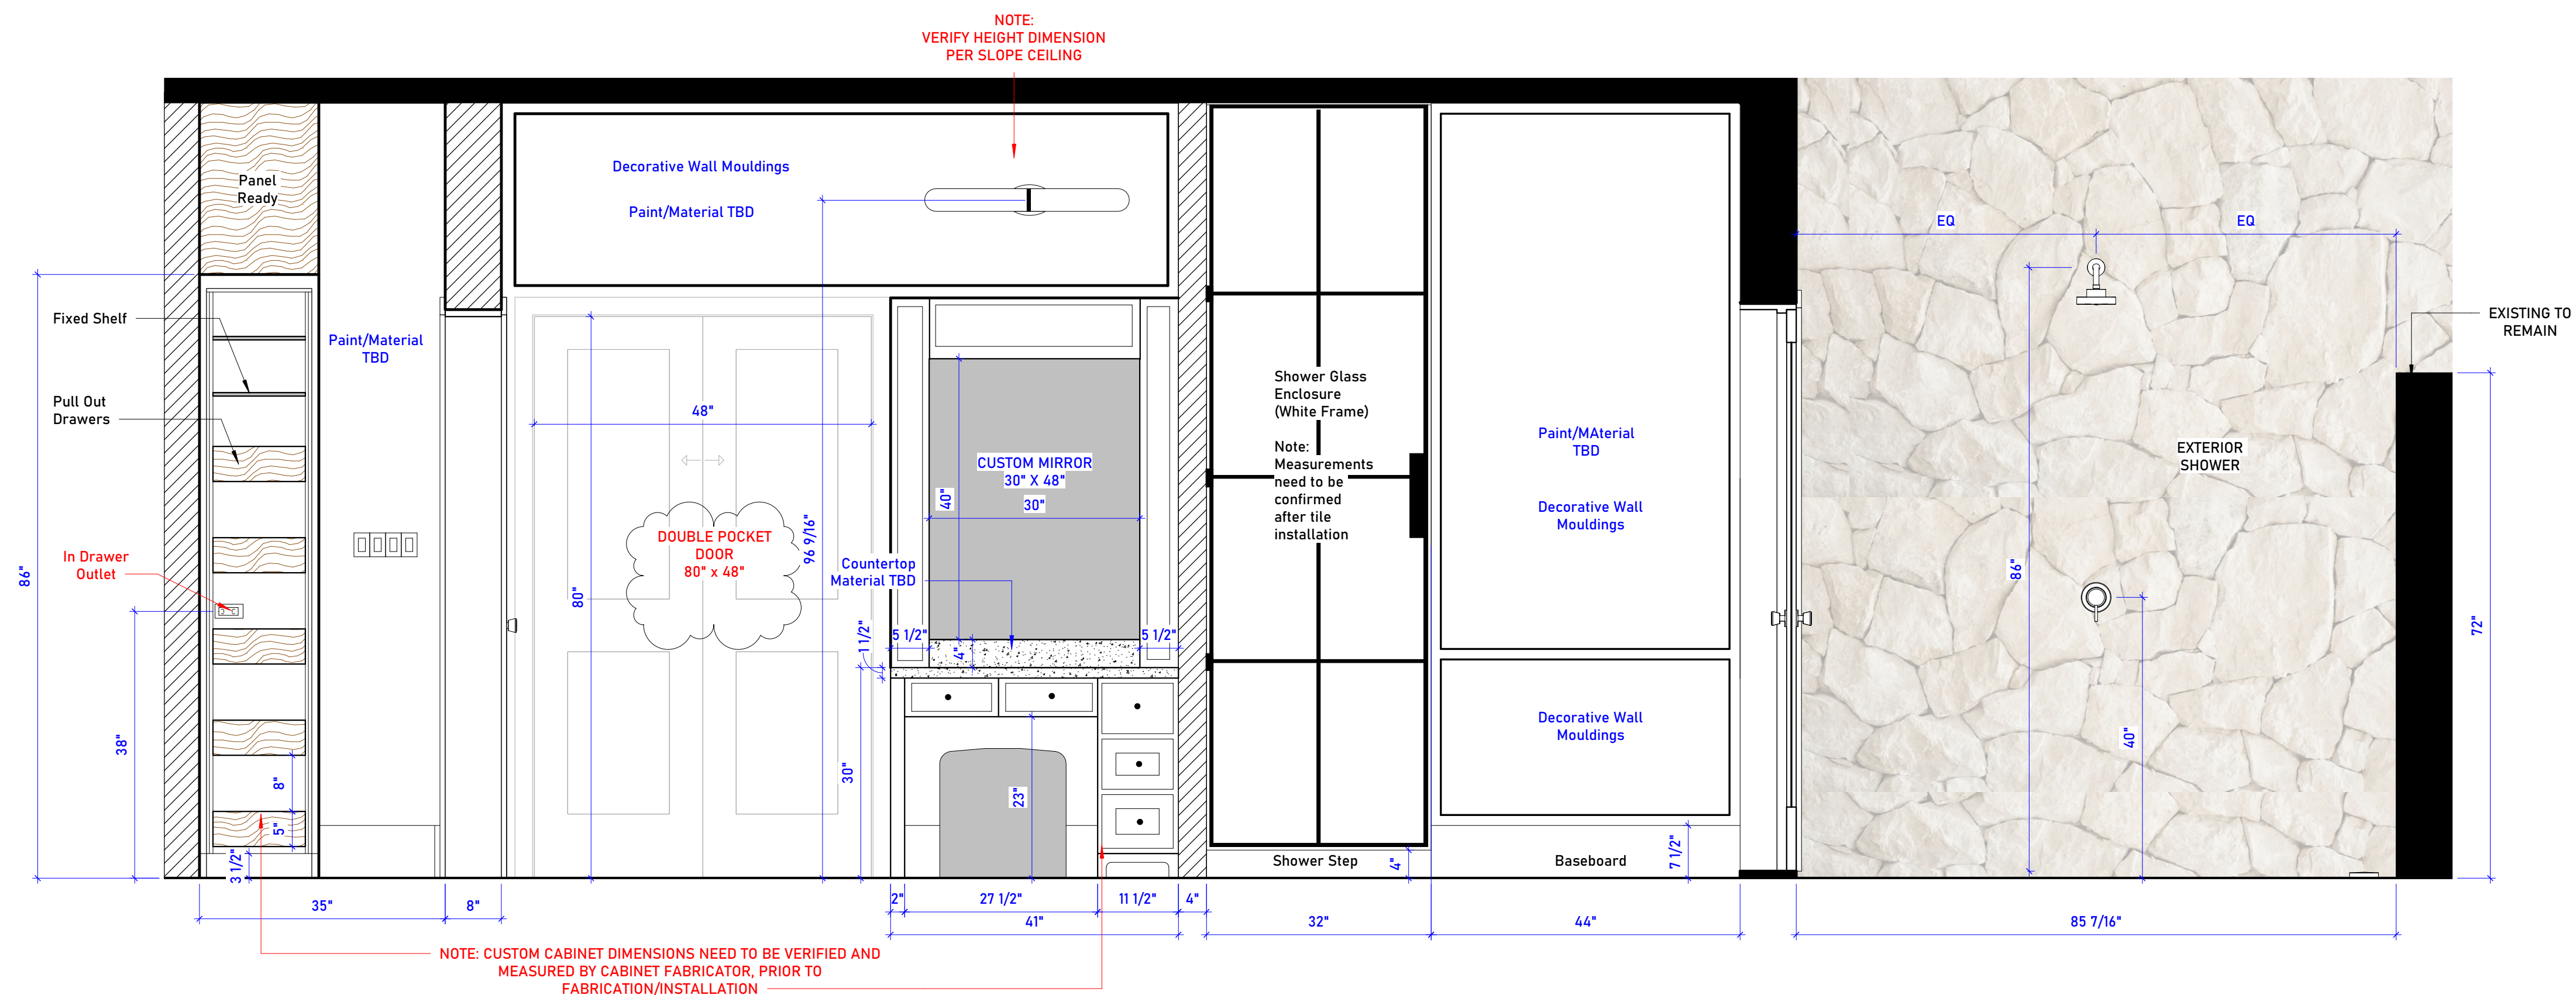 NOTE:
VERIFY HEIGHT DIMENSION
PER SLOPE CEILING
Panel
Ready
Decorative Wall Mouldings
Paint/Material TBD
EQ
EQ
Fixed Shelf
Pull Out
Drawers
In Drawer
Outlet
86"
38"
3 1/2"
8"
5"
Paint/Material
TBD
48"
80"
DOUBLE POCKET
DOOR
80" x 48"
96 9/16"
CUSTOM MIRROR
30" X 48"
30"
40"
Countertop
Material TBD
1 1/2"
5 1/2"
4"
5 1/2"
30"
23"
Shower Glass
Enclosure
(White Frame)
Note:
Measurements
need to be
confirmed
after tile
installation
Paint/MAterial
TBD
Decorative Wall
Mouldings
Decorative Wall
Mouldings
Shower Step
4"
Baseboard
7 1/2"
EXTERIOR
SHOWER
86"
40"
EXISTING TO
REMAIN
72"
35"
8"
2"
27 1/2"
11 1/2"
4"
41"
32"
44"
85 7/16"
NOTE: CUSTOM CABINET DIMENSIONS NEED TO BE VERIFIED AND
MEASURED BY CABINET FABRICATOR, PRIOR TO
FABRICATION/INSTALLATION